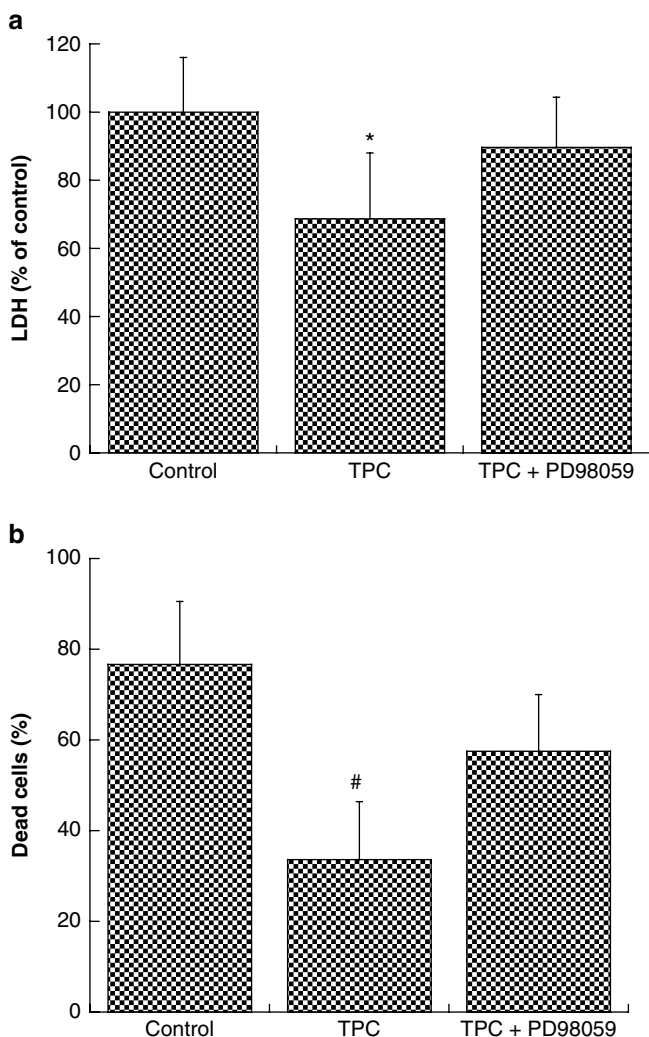 a
120
100
80
60
40
20
0
LDH (% of control)
*
Control TPC TPC + PD98059
b
100
80
60
40
20
0
Dead cells (%)
#
Control TPC TPC + PD98059